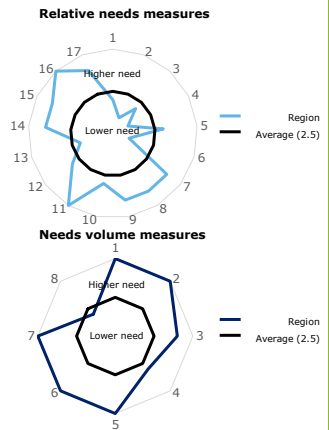 Relative needs measures
1
17
2
16
Higher need
3
15
4
14
Lower need
5
13
6
12
7
11
8
10
9
Region
Average (2.5)
Needs volume measures
1
8
Higher need
2
7
Lower need
3
6
4
5
Region
Average (2.5)